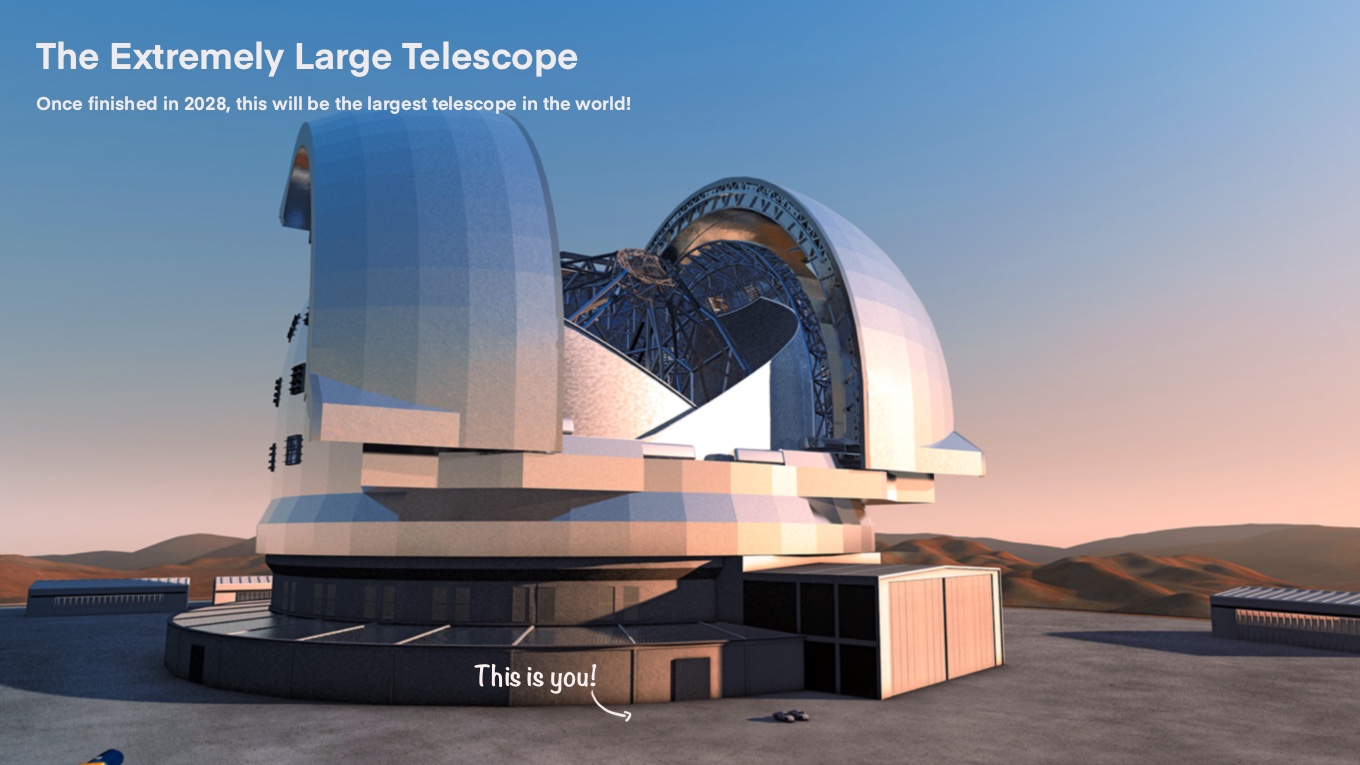 The Extremely Large Telescope
Once finished in 2028, this will be the largest telescope in the world!
This is you!